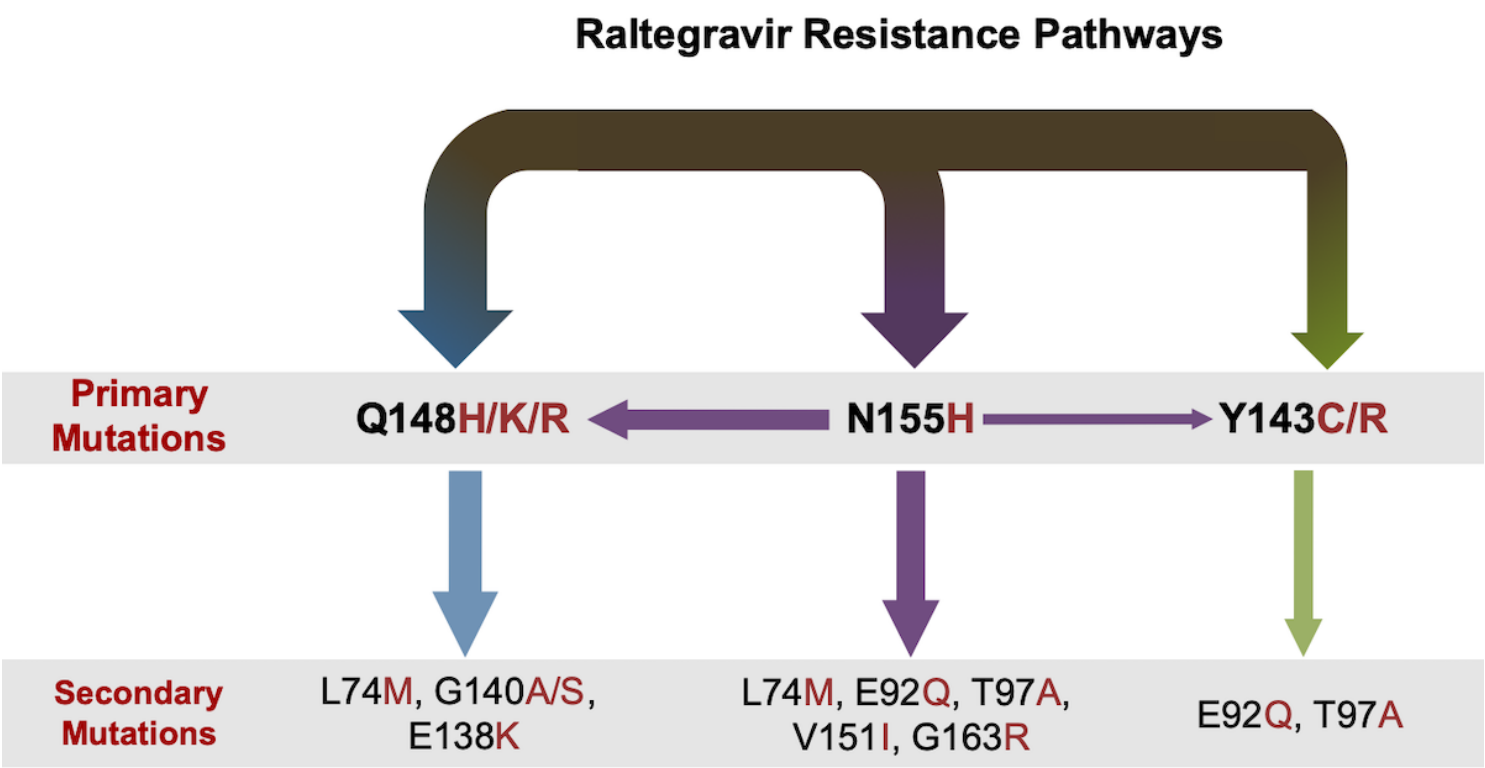 Raltegravir Resistance Pathways
Primary
Mutations
Q148H/K/R
N155H
Y143C/R
Secondary
Mutations
L74M, G140A/S,
E138K
L74M, E92Q, T97A,
V151I, G163R
E92Q, T97A